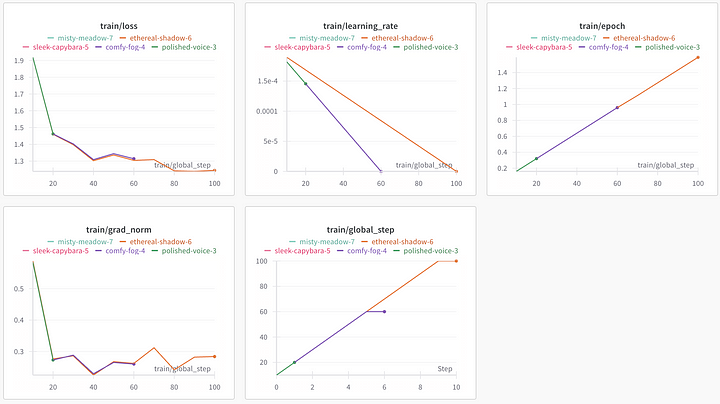 train/loss
misty-meadow-7 ethereal-shadow-6
sleek-capybara-5 comfy-fog-4 polished-voice-3
1.9
1.8
1.7
1.6
1.5
1.4
1.3
train/global_step
20 40 60 80 100
train/learning_rate
misty-meadow-7 ethereal-shadow-6
sleek-capybara-5 comfy-fog-4 polished-voice-3
1.5e-4
0.0001
5e-5
0
train/global_step
20 40 60 80 100
train/epoch
misty-meadow-7 ethereal-shadow-6
sleek-capybara-5 comfy-fog-4 polished-voice-3
1.4
1.2
1
0.8
0.6
0.4
0.2
train/global_step
20 40 60 80 100
train/grad_norm
misty-meadow-7 ethereal-shadow-6
sleek-capybara-5 comfy-fog-4 polished-voice-3
0.5
0.4
0.3
train/global_step
20 40 60 80 100
train/global_step
misty-meadow-7 ethereal-shadow-6
sleek-capybara-5 comfy-fog-4 polished-voice-3
100
80
60
40
20
Step
0 2 4 6 8 10